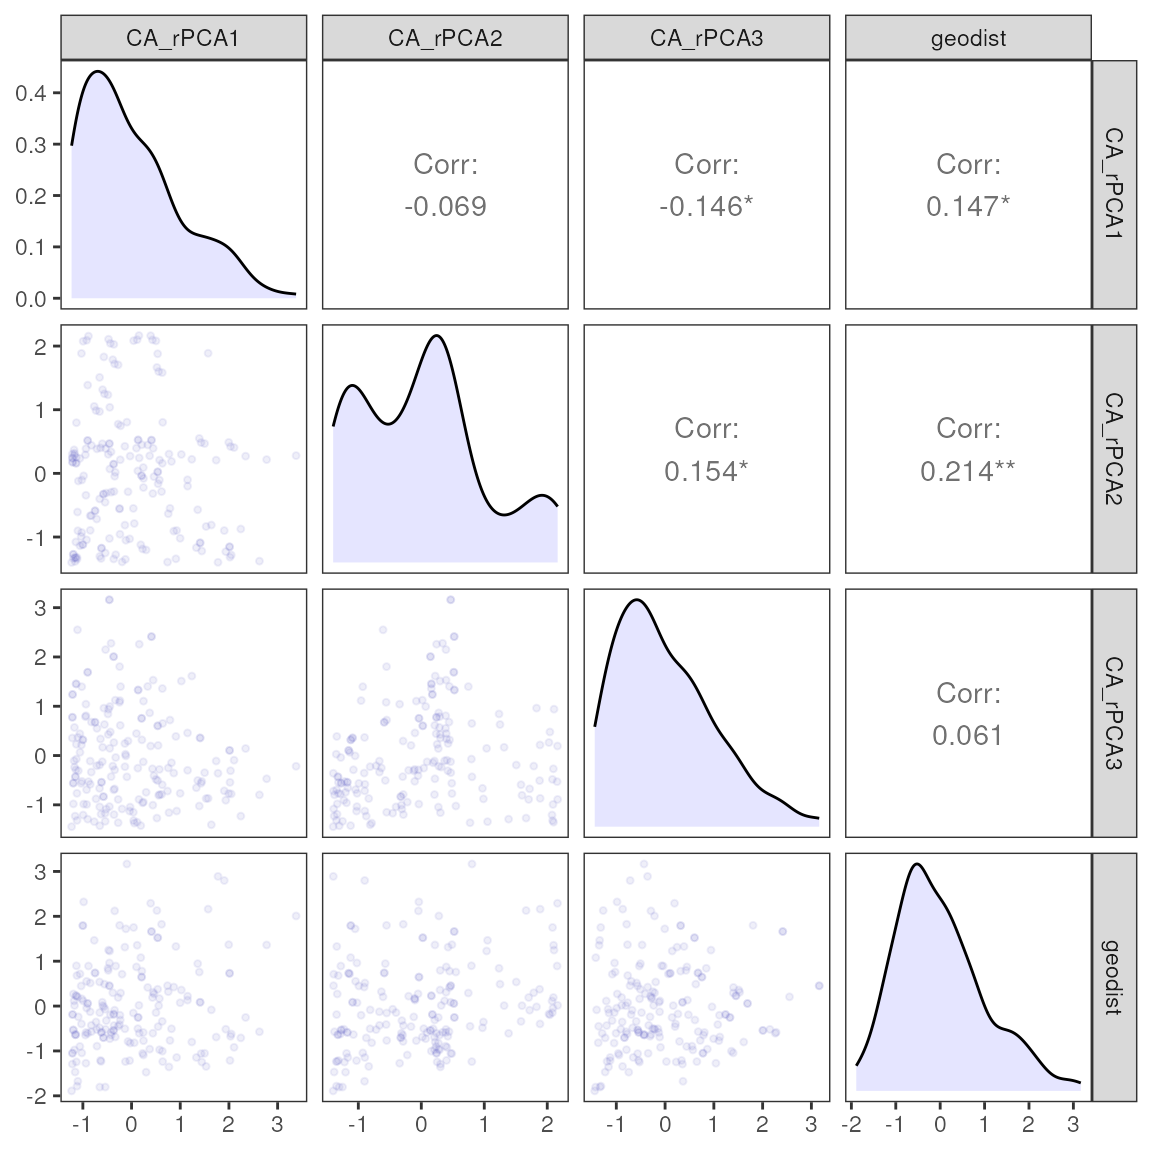 CA_rPCA1 CA_rPCA2 CA_rPCA3 geodist
0.4
0.3
0.2
0.1
0.0
Corr:
-0.069
Corr:
-0.146*
Corr:
0.147*
CA_rPCA1
2
1
0
-1
Corr:
0.154*
Corr:
0.214**
CA_rPCA2
3
2
1
0
-1
Corr:
0.061
CA_rPCA3
3
2
1
0
-1
-2
geodist
-1 0 1 2 3 -1 0 1 2 -1 0 1 2 3 -2 -1 0 1 2 3